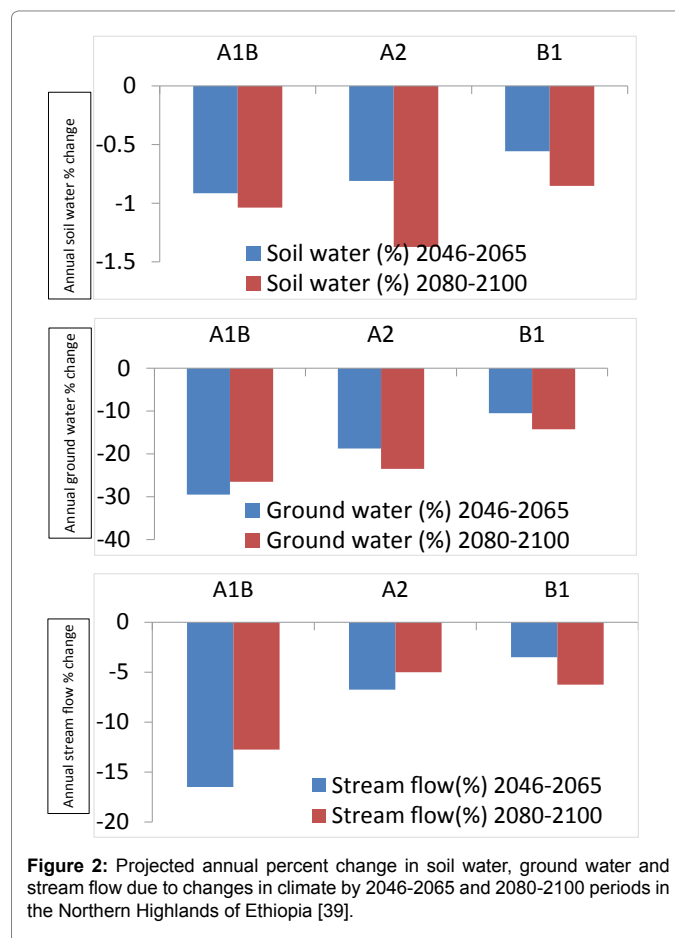 A1B A2 B1
0
-0.5
-1
-1.5
Annual soil water % change
Soil water (%) 2046-2065
Soil water (%) 2080-2100
A1B A2 B1
0
-10
-20
-30
-40
Annual ground water % change
Ground water (%) 2046-2065
Ground water (%) 2080-2100
A1B A2 B1
0
-5
-10
-15
-20
Annual stream flow % change
Stream flow(%) 2046-2065
Stream flow(%) 2080-2100
Figure 2: Projected annual percent change in soil water, ground water and
stream flow due to changes in climate by 2046-2065 and 2080-2100 periods in
the Northern Highlands of Ethiopia [39].